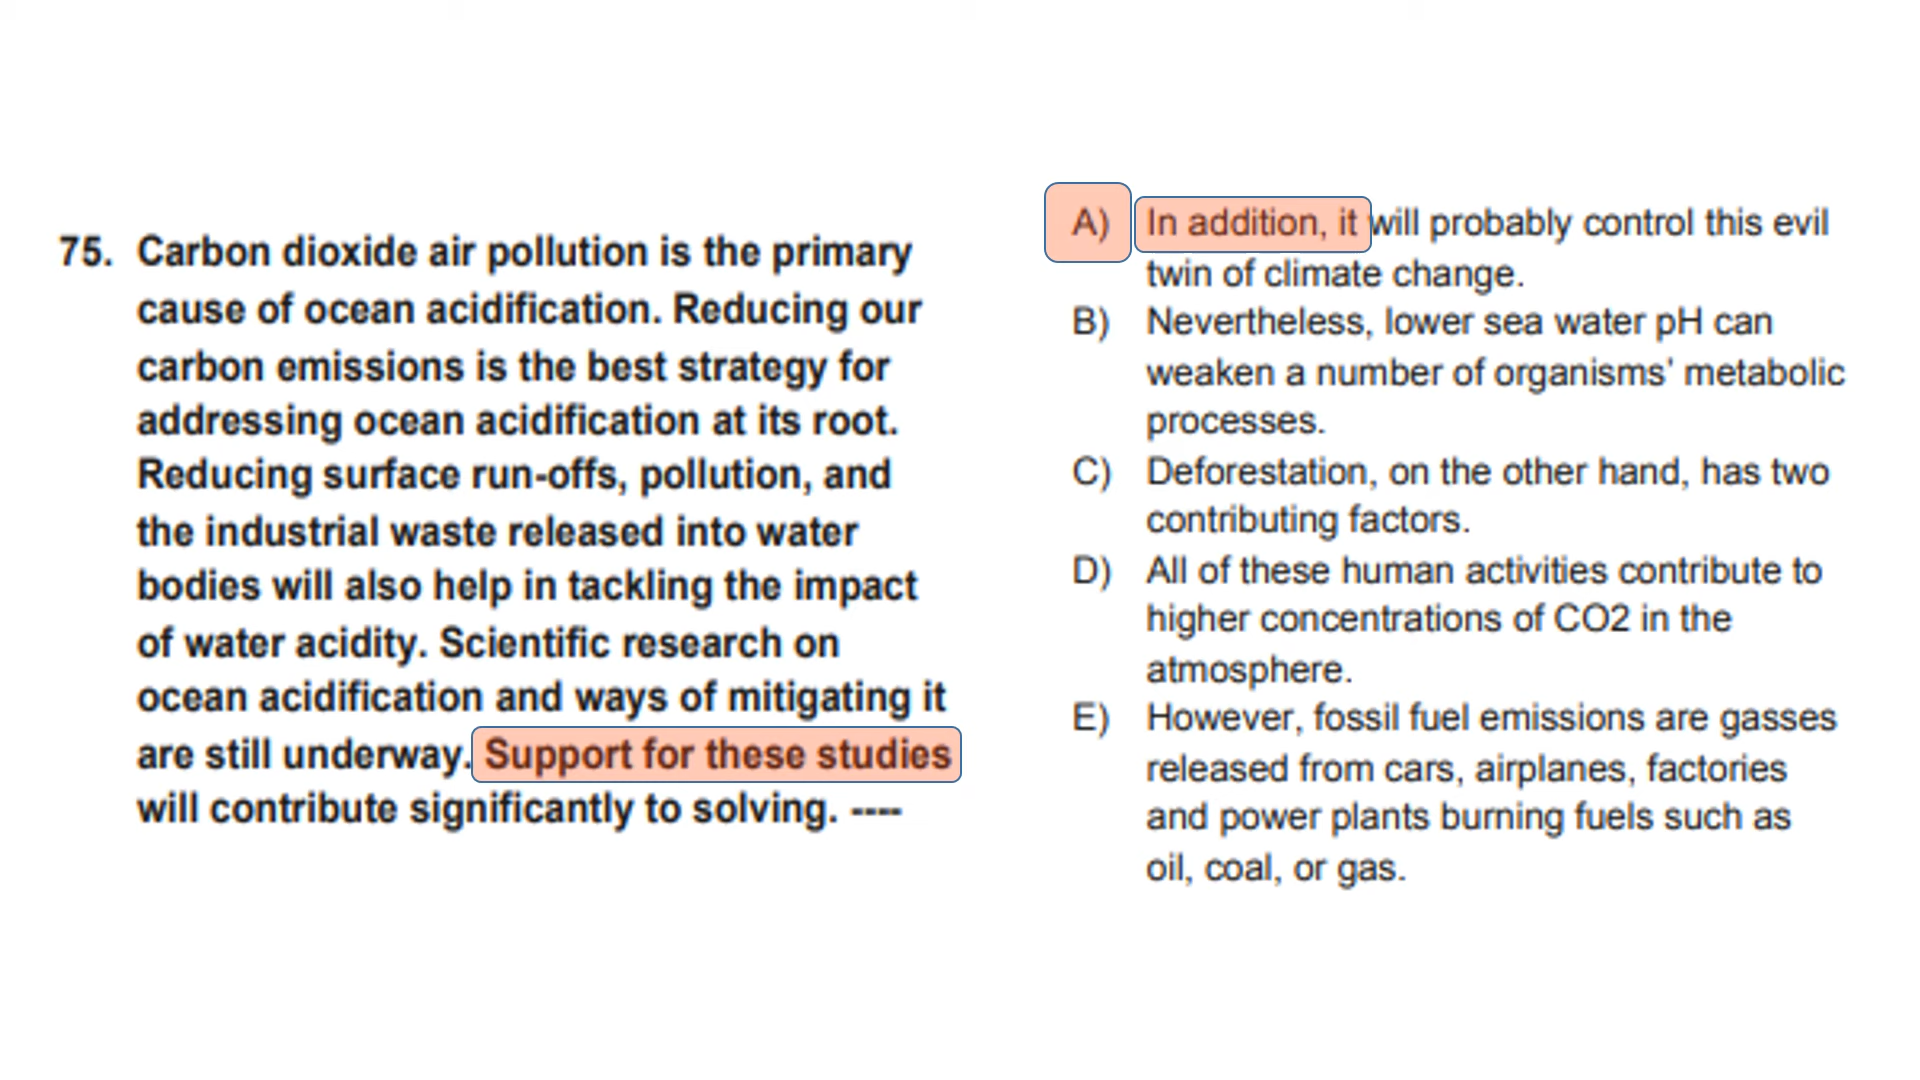 75. Carbon dioxide air pollution is the primary
cause of ocean acidification. Reducing our
carbon emissions is the best strategy for
addressing ocean acidification at its root.
Reducing surface run-offs, pollution, and
the industrial waste released into water
bodies will also help in tackling the impact
of water acidity. Scientific research on
ocean acidification and ways of mitigating it
are still underway. Support for these studies
will contribute significantly to solving. ----
A) In addition, it will probably control this evil
twin of climate change.
B) Nevertheless, lower sea water pH can
weaken a number of organisms' metabolic
processes.
C) Deforestation, on the other hand, has two
contributing factors.
D) All of these human activities contribute to
higher concentrations of CO2 in the
atmosphere.
E) However, fossil fuel emissions are gasses
released from cars, airplanes, factories
and power plants burning fuels such as
oil, coal, or gas.